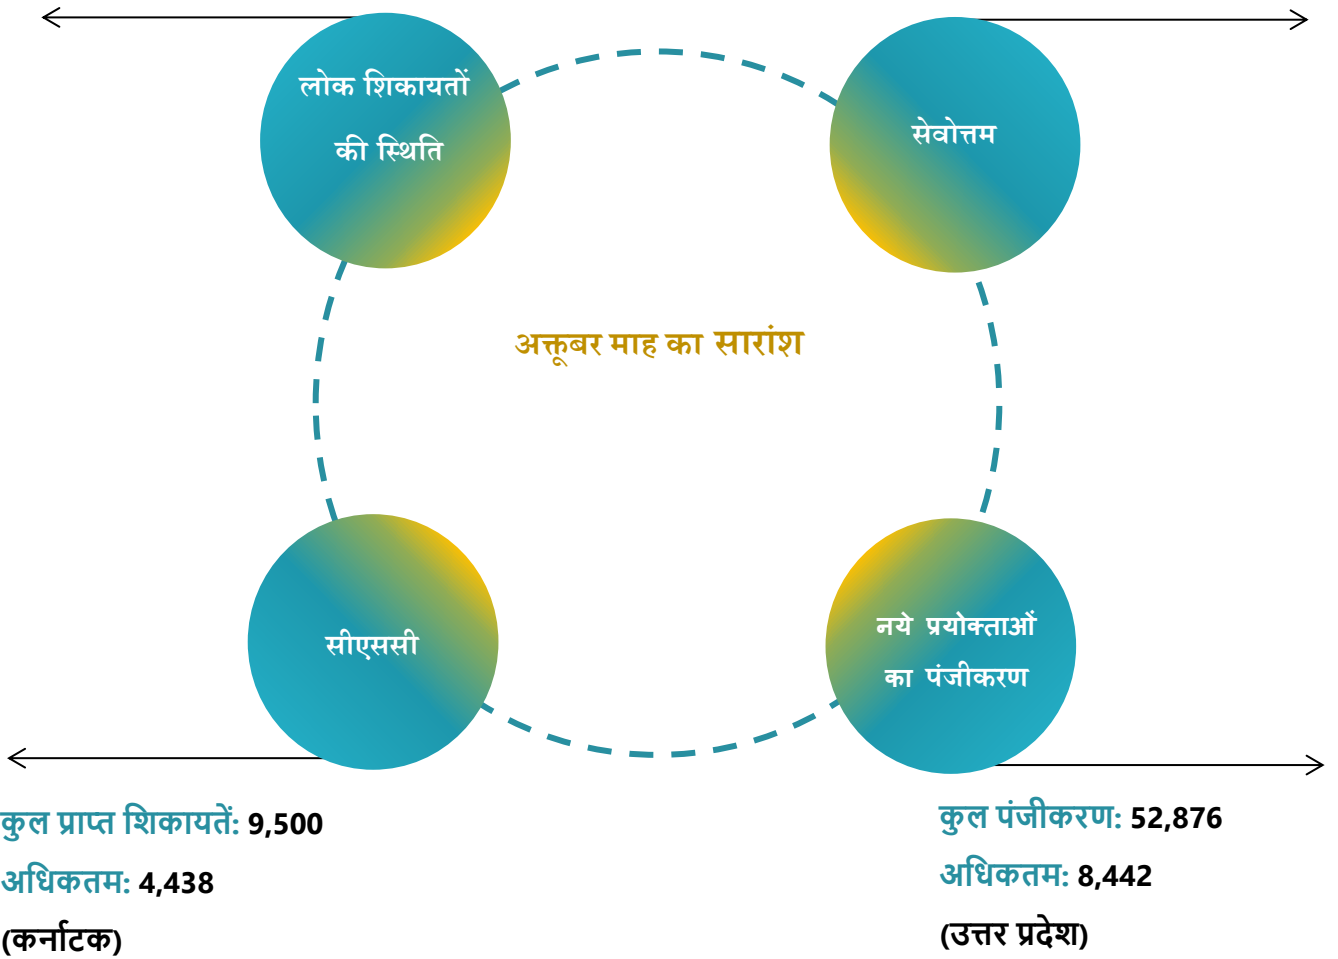 लोक शिकायतों
की स्थिति
सेवोत्तम
अक्तूबर माह का सारांश
सीएससी
नये प्रयोक्ताओं
का पंजीकरण
कुल प्राप्त शिकायतें: 9,500
अधिकतम: 4,438
(कर्नाटक)
कुल पंजीकरण: 52,876
अधिकतम: 8,442
(उत्तर प्रदेश)